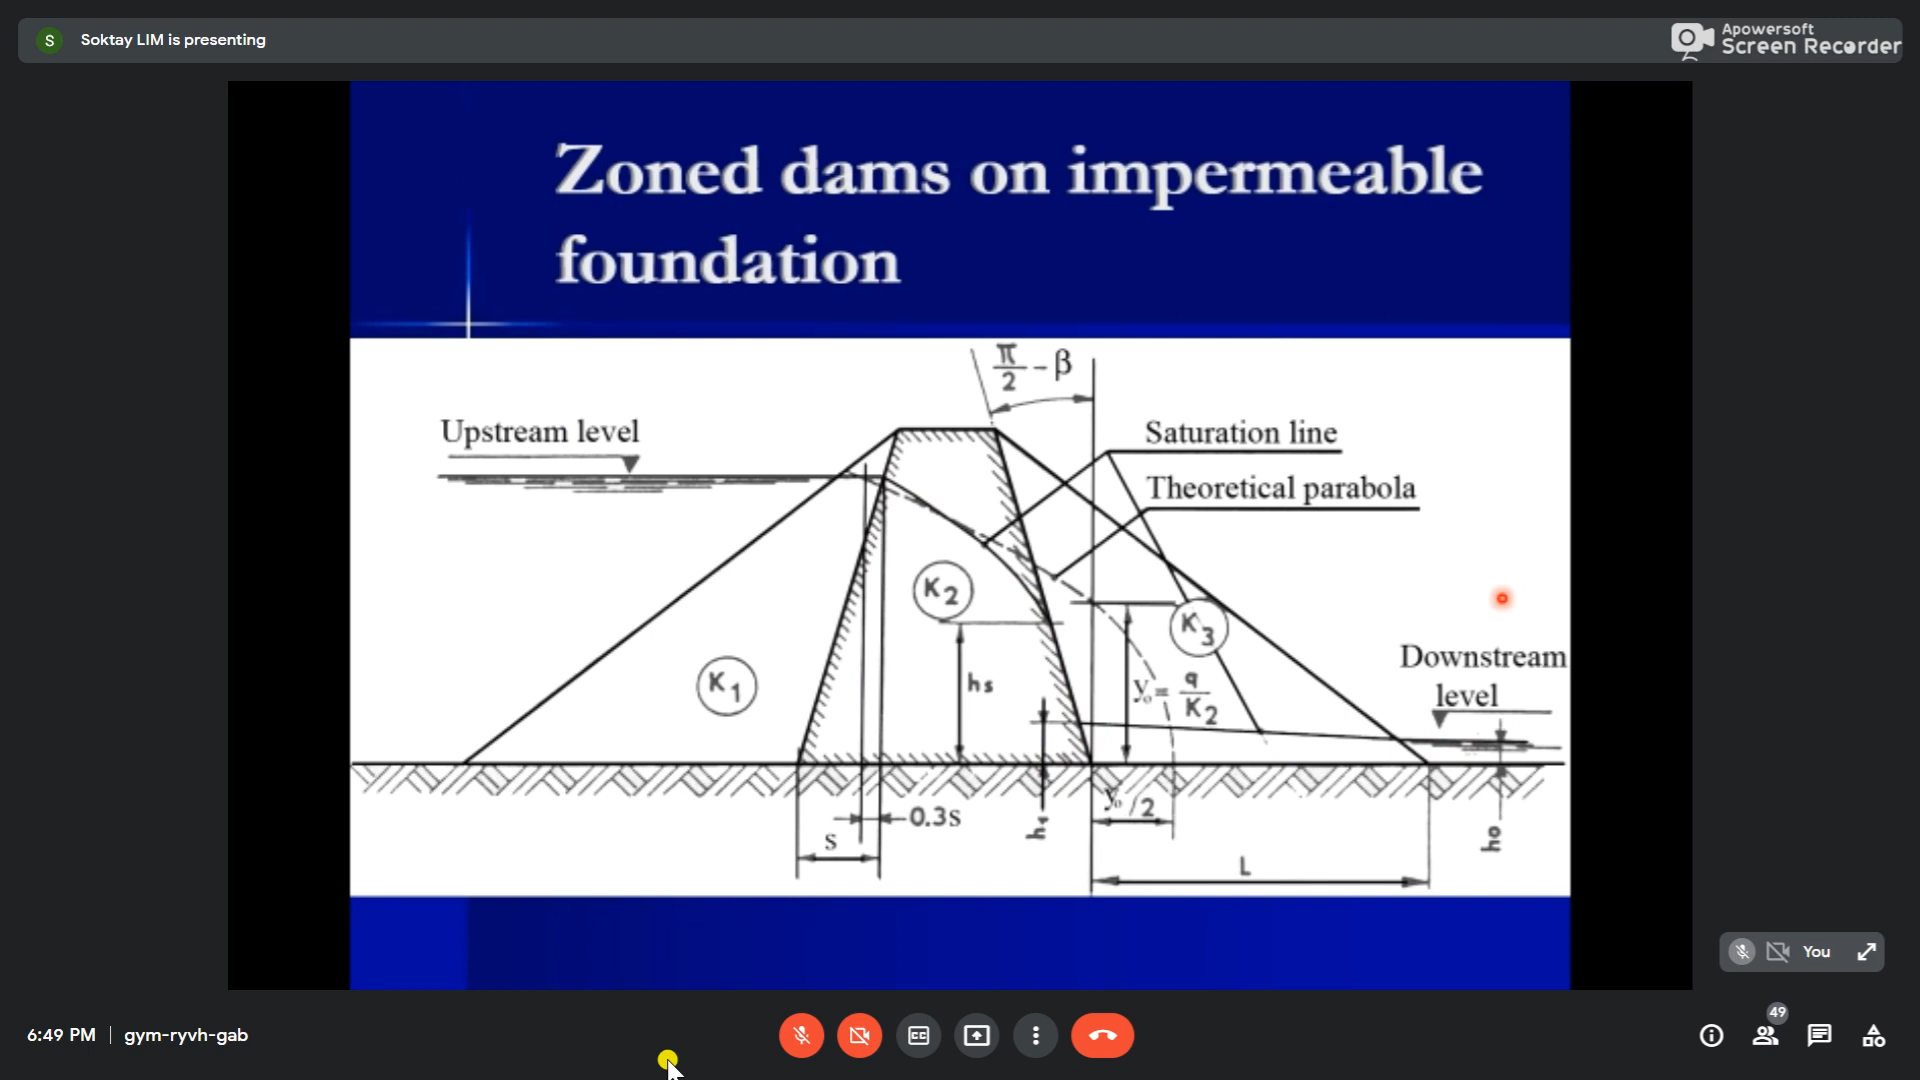 S Soktay LIM is presenting
Apowersoft
Screen Recorder
Zoned dams on impermeable
foundation
π/2 - β
Upstream level
Saturation line
Theoretical parabola
K2
K3
Downstream
level
K1
hs
y₀ = q/K2
y₀/2
0.3s
s
h1
h0
L
You
49
6:49 PM | gym-ryvh-gab